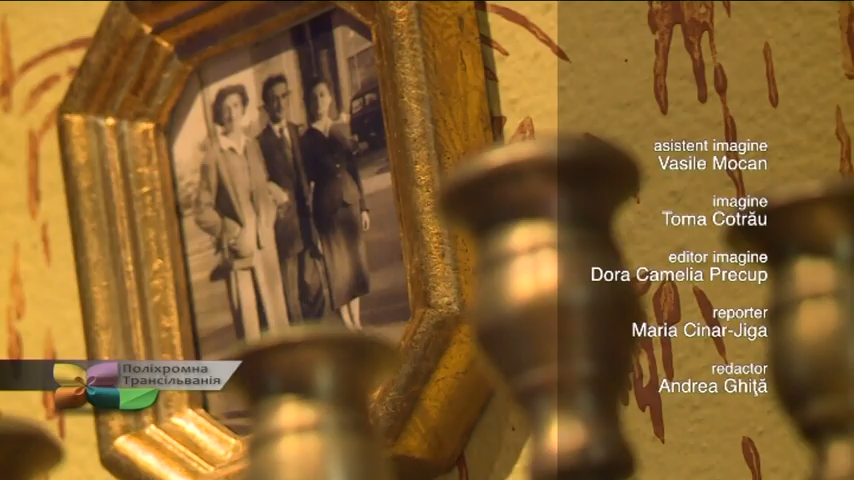 asistent imagine
Vasile Mocan
imagine
Toma Cotrău
editor imagine
Dora Camelia Precup
reporter
Maria Cinar-Jiga
redactor
Andrea Ghiţă
Поліхромна
Трансільванія